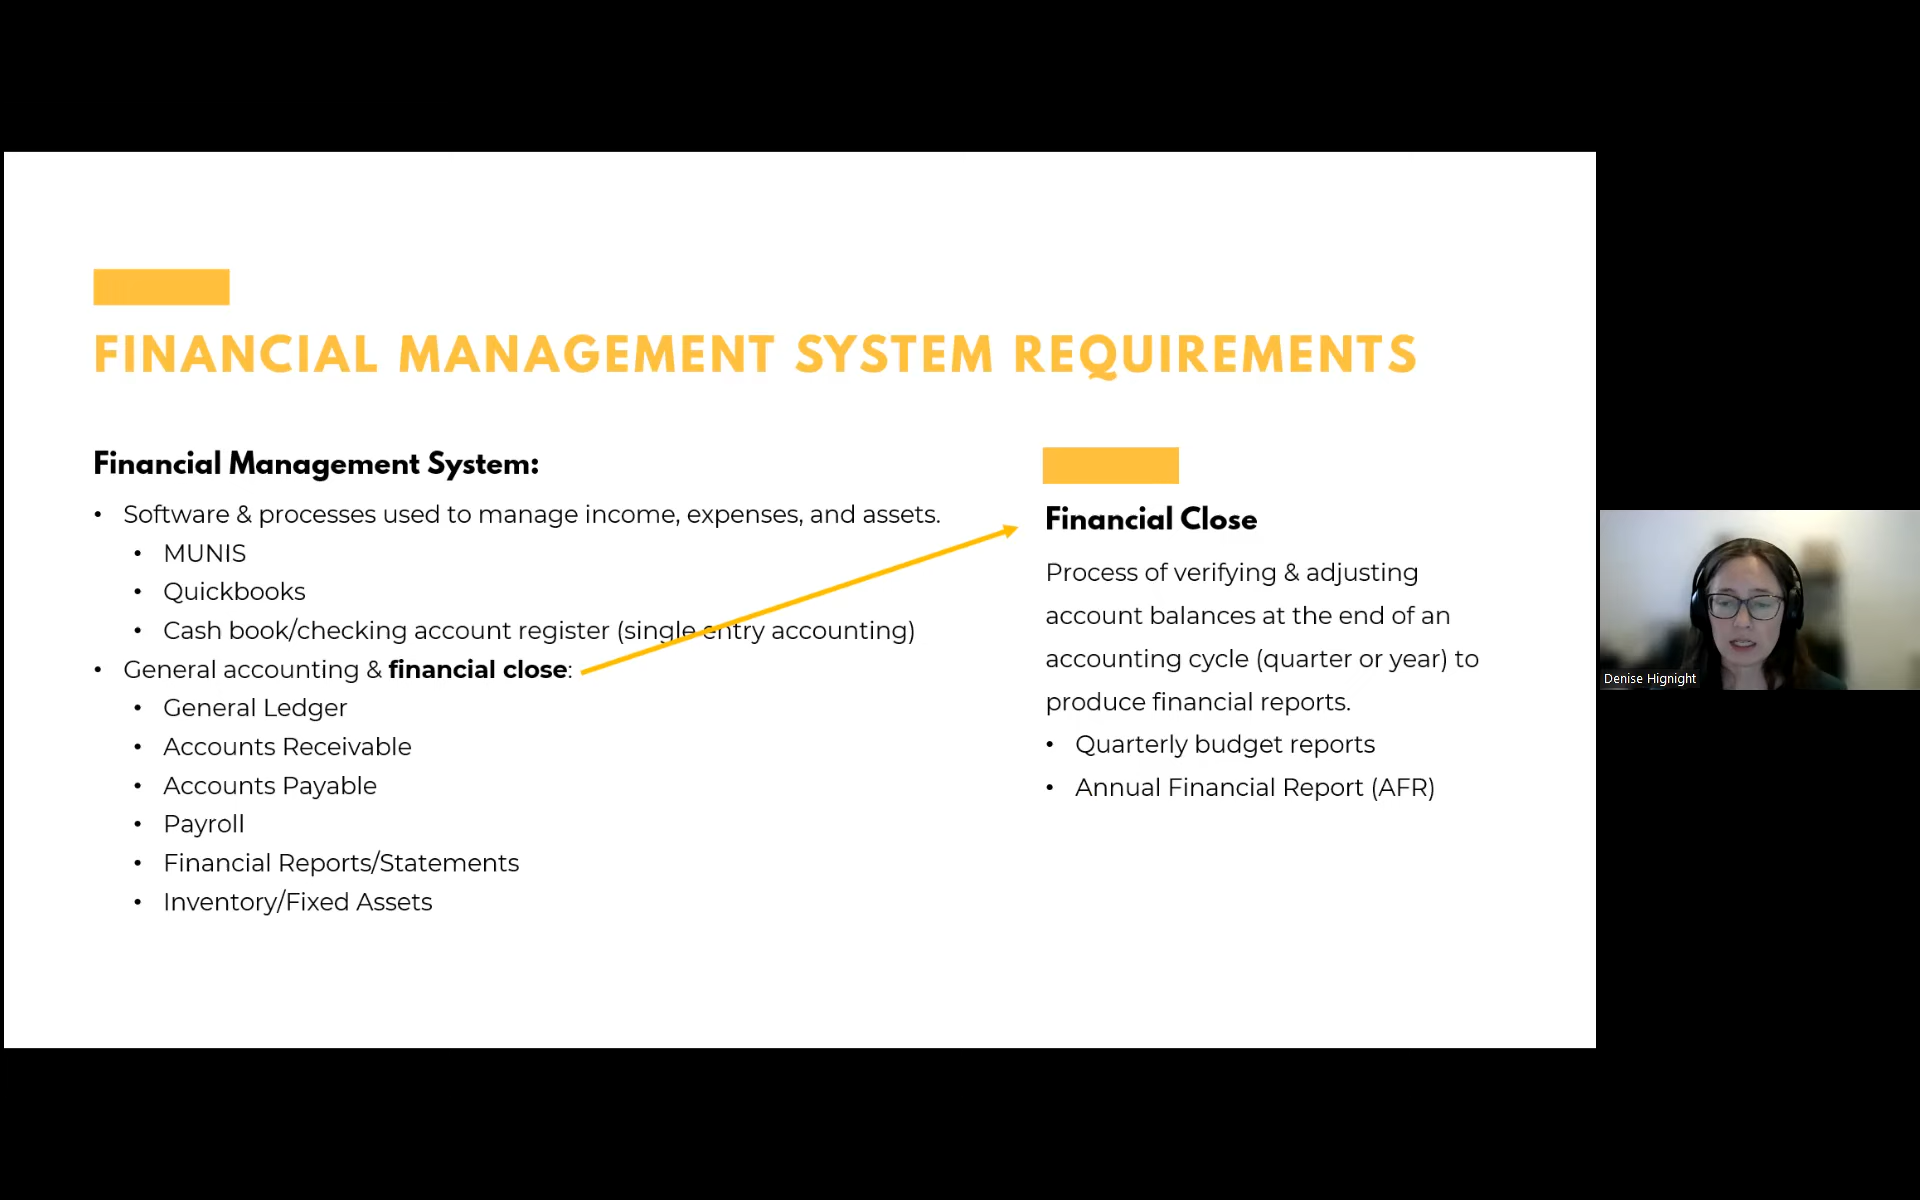 FINANCIAL MANAGEMENT SYSTEM REQUIREMENTS
Financial Management System:
• Software & processes used to manage income, expenses, and assets.
• MUNIS
• Quickbooks
• Cash book/checking account register (single entry accounting)
• General accounting & financial close:
• General Ledger
• Accounts Receivable
• Accounts Payable
• Payroll
• Financial Reports/Statements
• Inventory/Fixed Assets
Financial Close
Process of verifying & adjusting
account balances at the end of an
accounting cycle (quarter or year) to
produce financial reports.
• Quarterly budget reports
• Annual Financial Report (AFR)
Denise Hignight